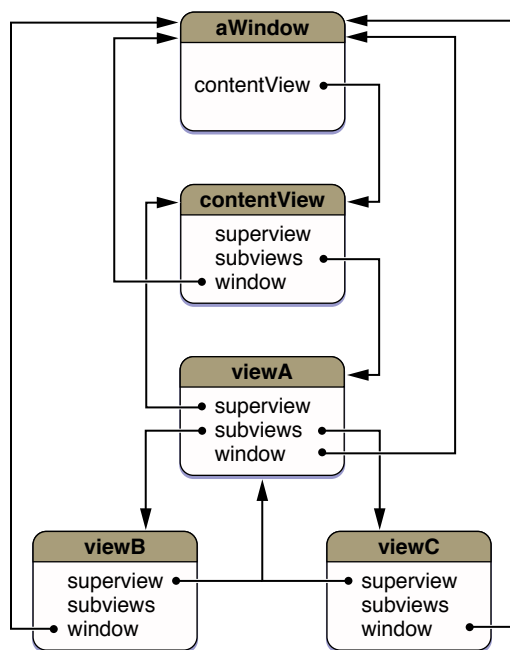 aWindow
contentView
contentView
superview
subviews
window
viewA
superview
subviews
window
viewB
superview
subviews
window
viewC
superview
subviews
window